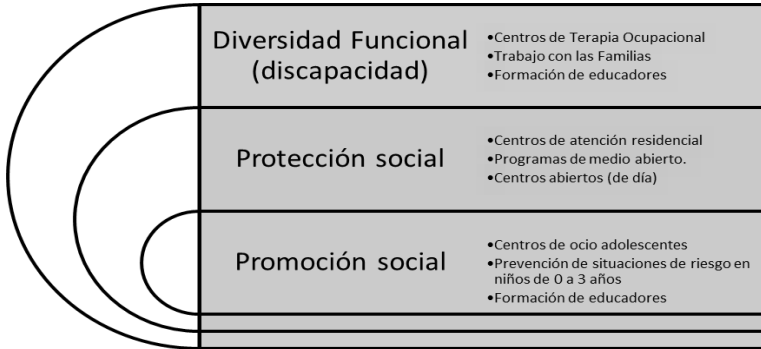 Diversidad Funcional
(discapacidad)
•Centros de Terapia Ocupacional
•Trabajo con las Familias
•Formación de educadores
Protección social
•Centros de atención residencial
•Programas de medio abierto.
•Centros abiertos (de día)
Promoción social
•Centros de ocio adolescentes
•Prevención de situaciones de riesgo en
niños de 0 a 3 años
•Formación de educadores